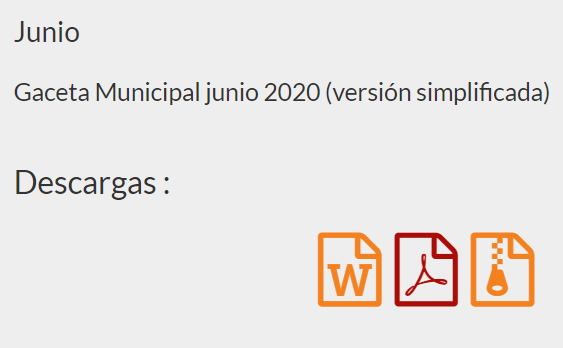 Junio
Gaceta Municipal junio 2020 (versión simplificada)
Descargas :
W